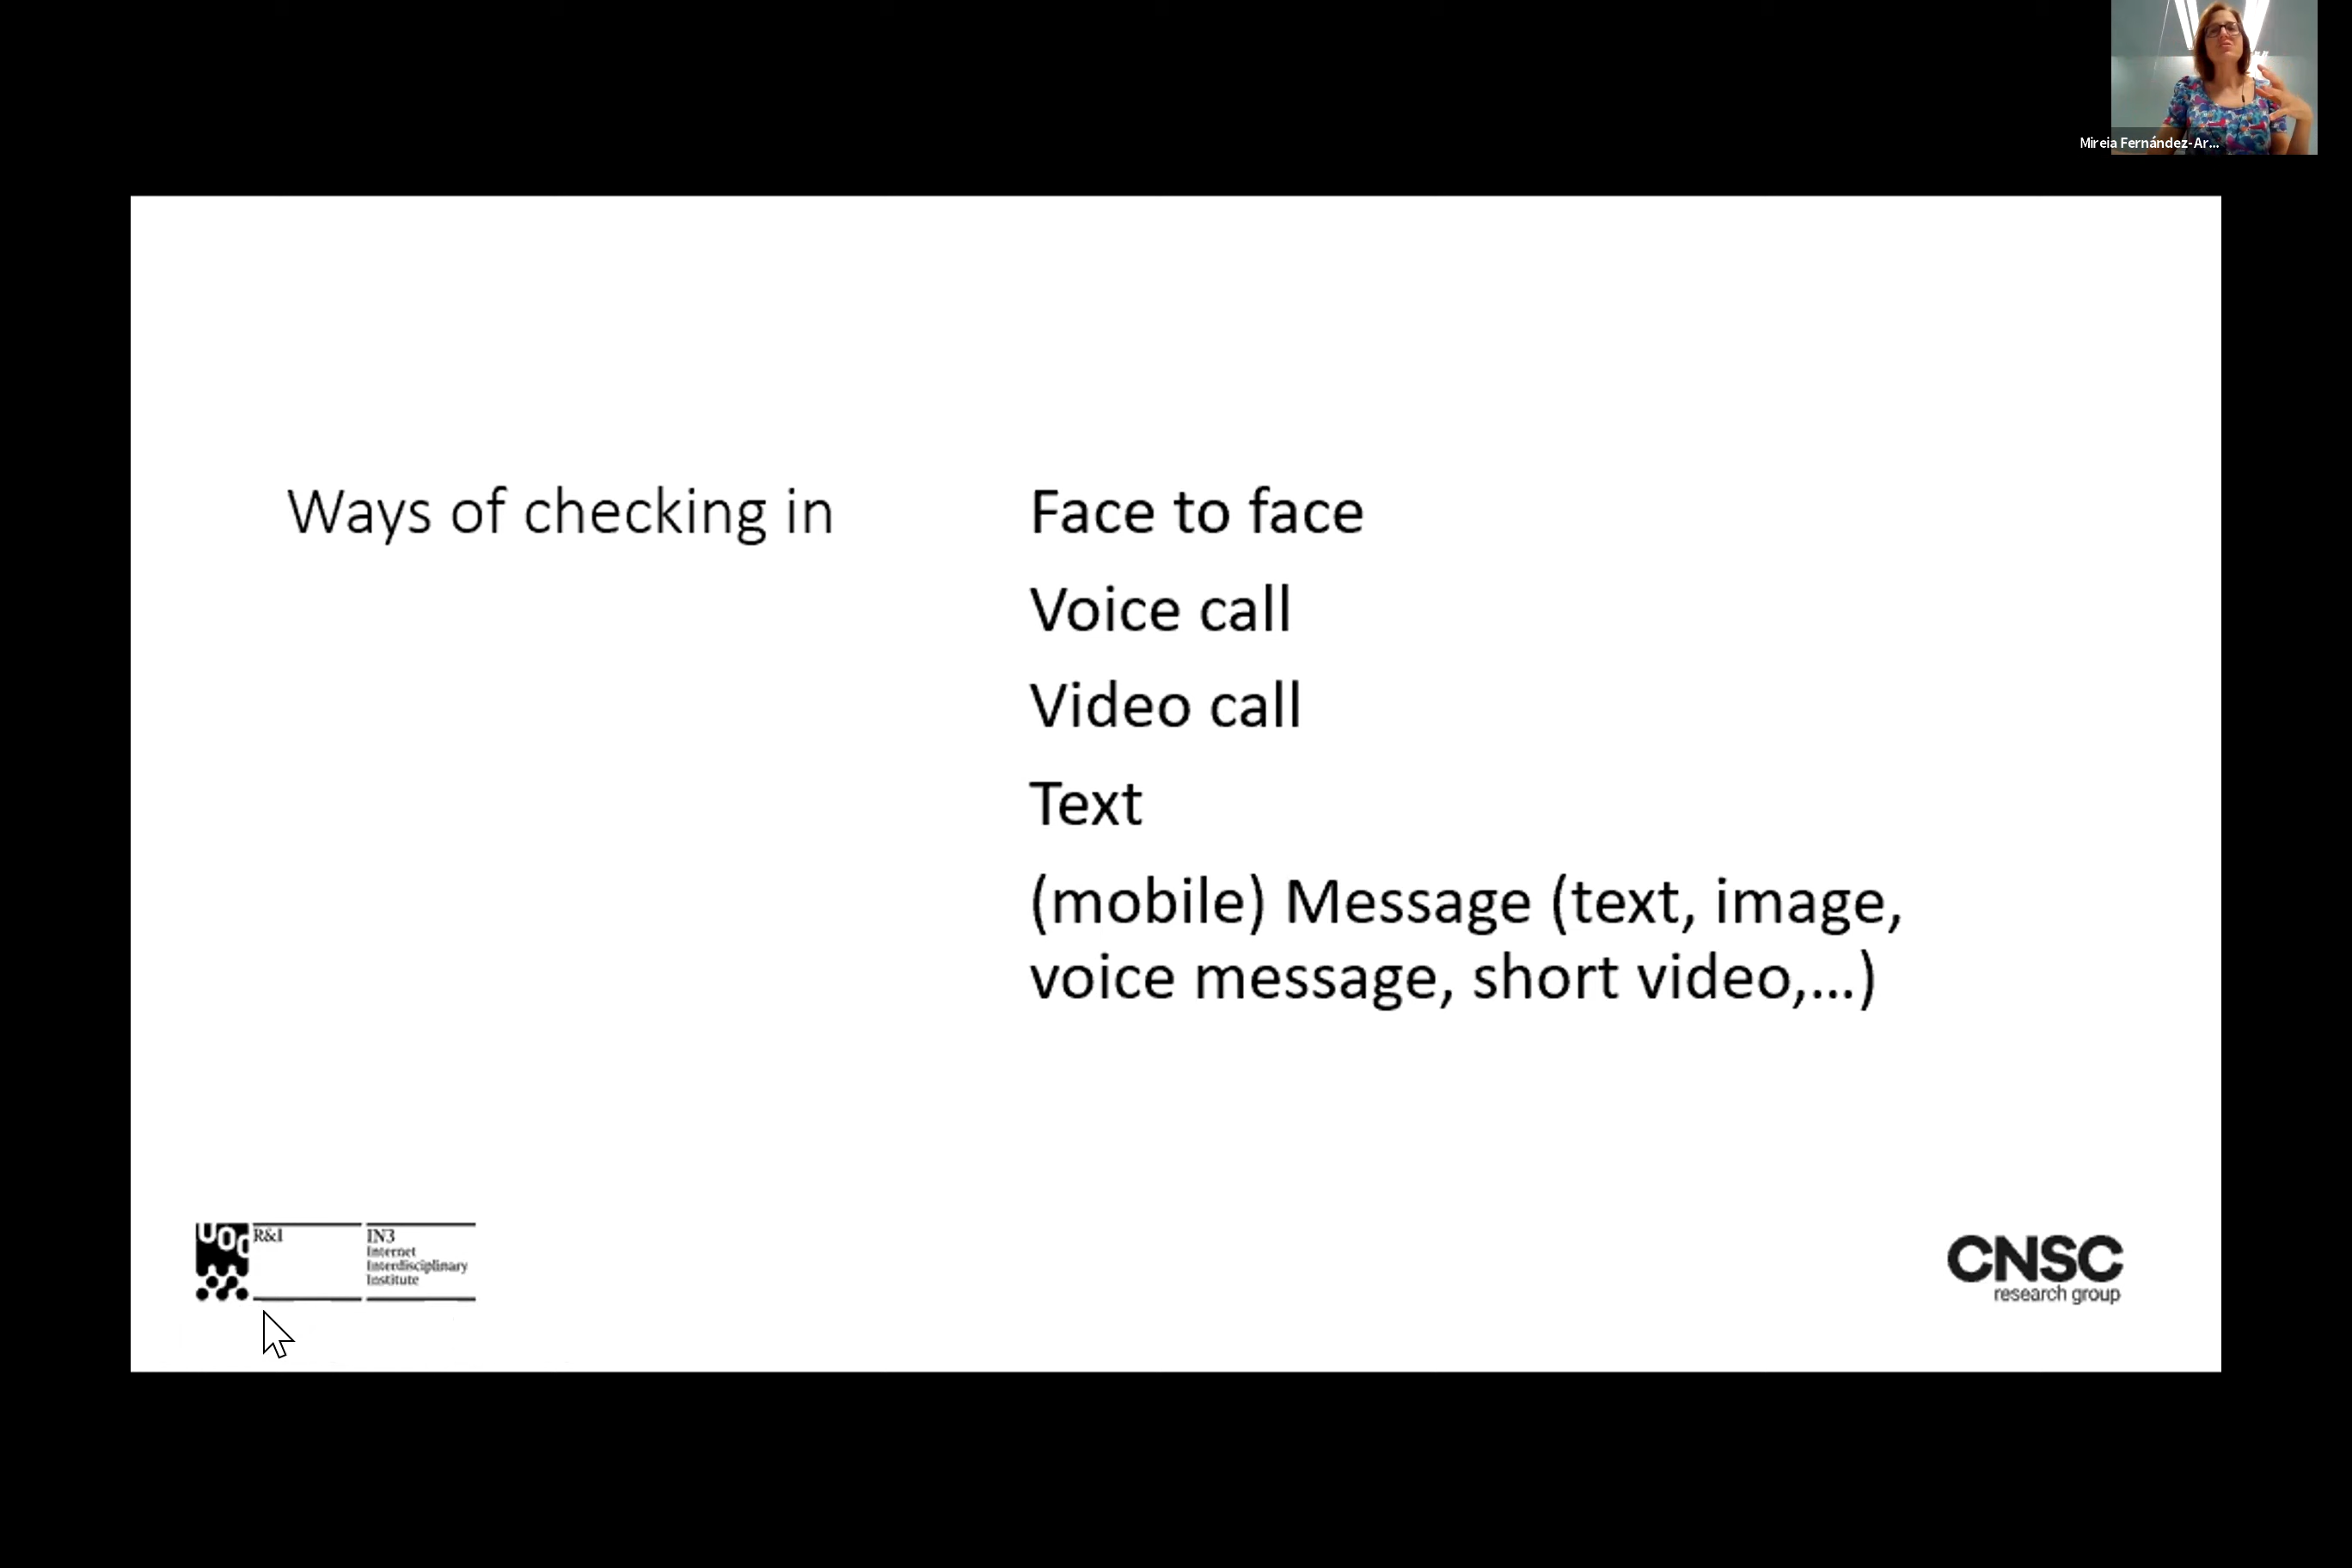 Mireia Fernández-Ar...
Ways of checking in
Face to face
Voice call
Video call
Text
(mobile) Message (text, image,
voice message, short video,...)
UOC
R&I
IN3
Internet
Interdisciplinary
Institute
CNSC
research group